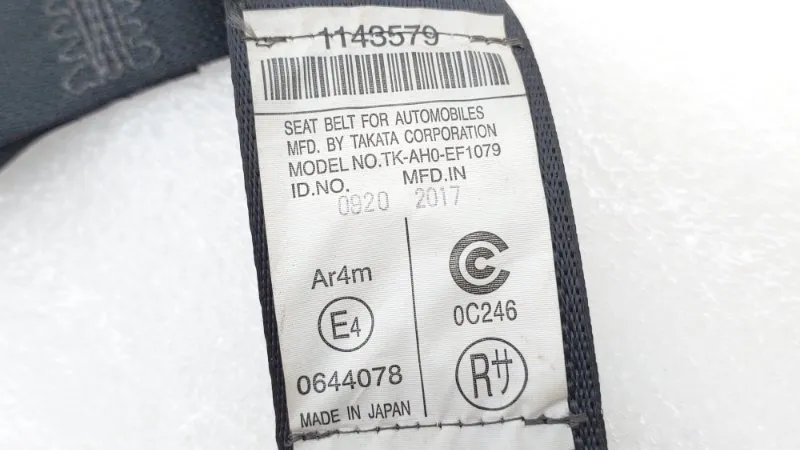 1143579
SEAT BELT FOR AUTOMOBILES
MFD. BY TAKATA CORPORATION
MODEL NO.TK-AH0-EF1079
ID.NO. MFD.IN
0920 2017
Ar4m
E4
0644078
MADE IN JAPAN
C
0C246
Rサ